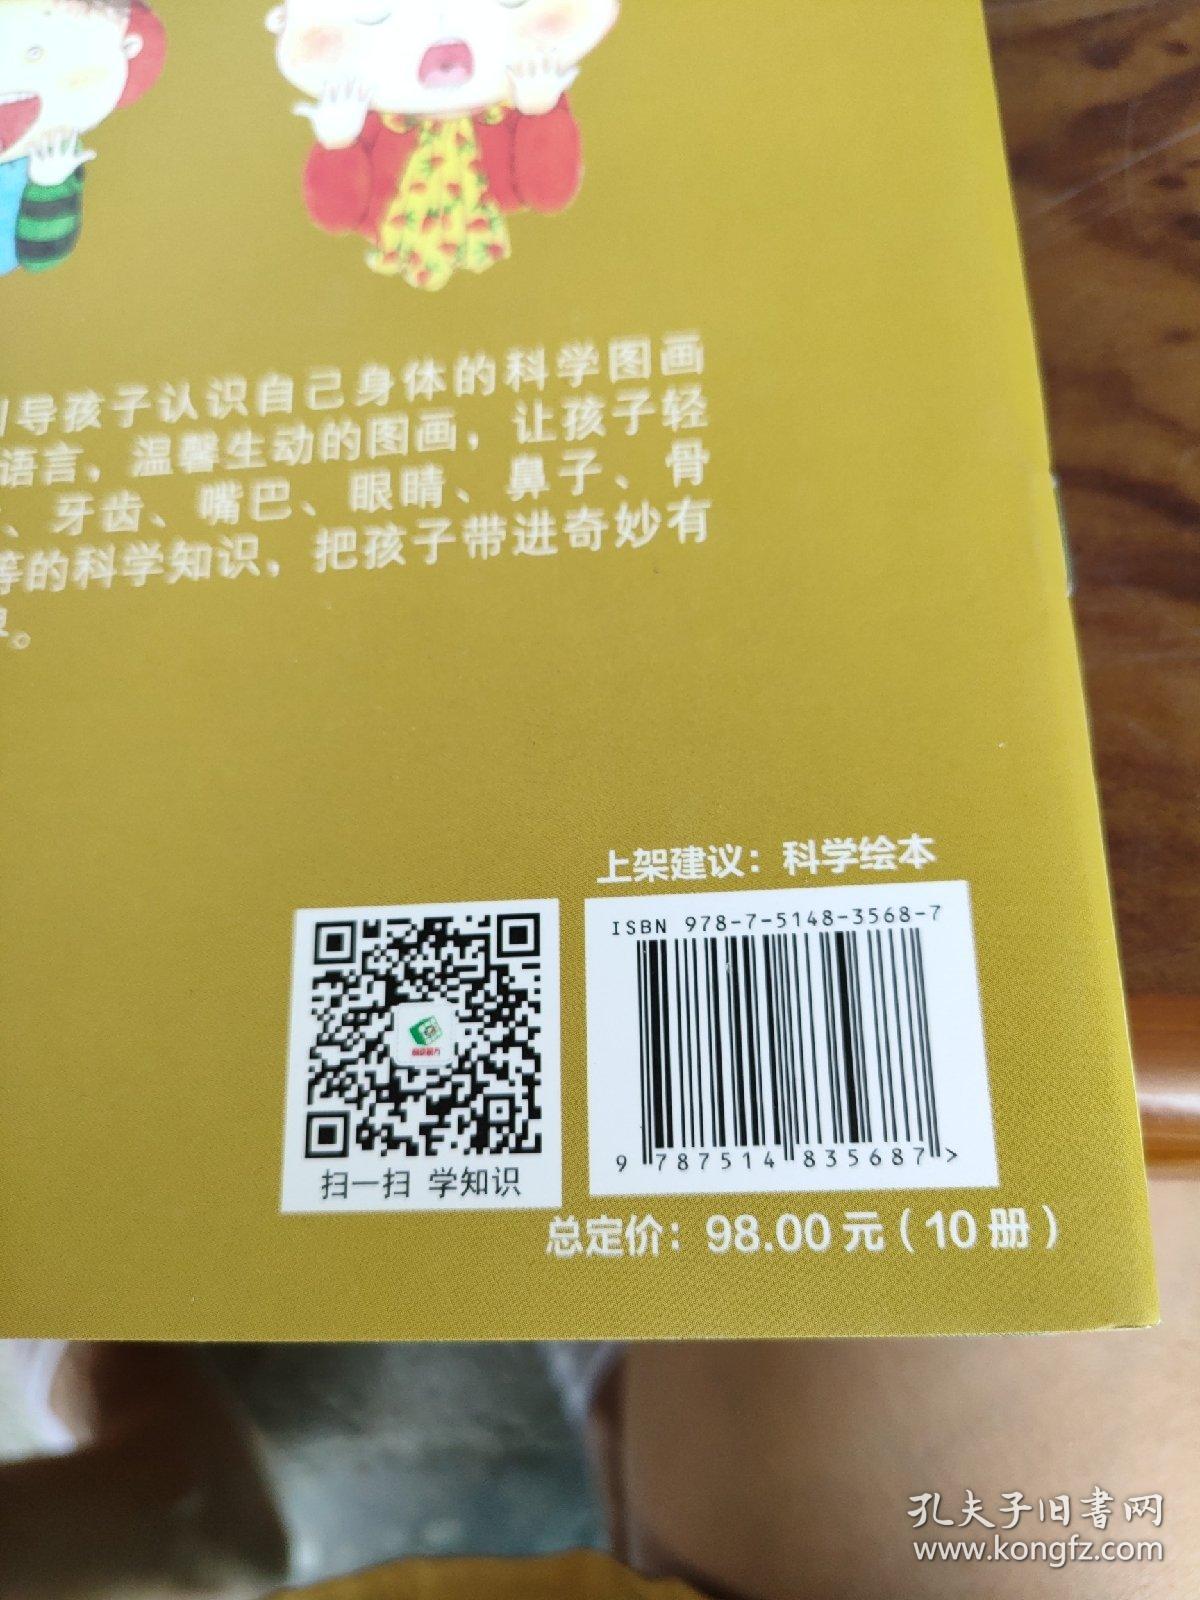 导孩子认识自己身体的科学图画
语言，温馨生动的图画，让孩子轻
、牙齿、嘴巴、眼睛、鼻子、骨
等的科学知识，把孩子带进奇妙有
。
上架建议：科学绘本
ISBN 978-7-5148-3568-7
9 787514 835687 >
扫一扫 学知识
总定价：98.00元（10册）
孔夫子旧书网
www.kongfz.com